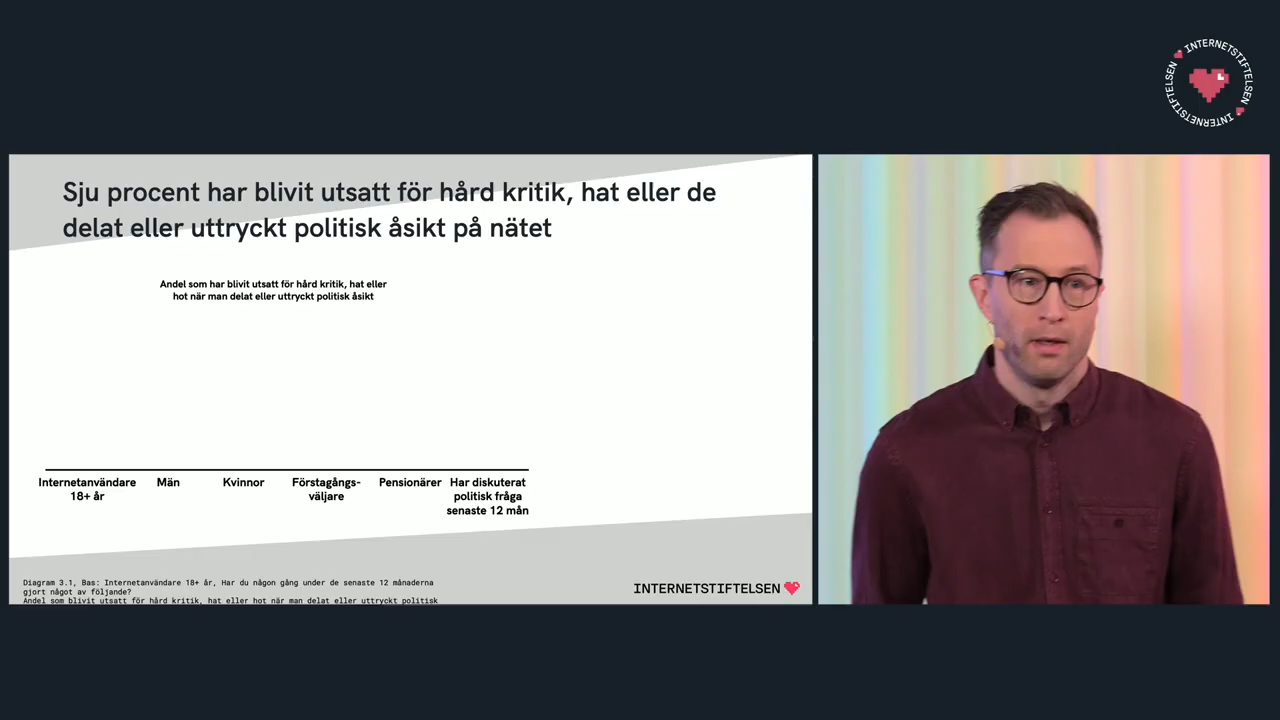 INTERNETSTIFTELSEN
INTERNETSTIFTELSEN
Sju procent har blivit utsatt för hård kritik, hat eller de
delat eller uttryckt politisk åsikt på nätet
Andel som har blivit utsatt för hård kritik, hat eller
hot när man delat eller uttryckt politisk åsikt
Internetanvändare
18+ år
Män
Kvinnor
Förstagångs-
väljare
Pensionärer
Har diskuterat
politisk fråga
senaste 12 mån
Diagram 3.1, Bas: Internetanvändare 18+ år, Har du någon gång under de senaste 12 månaderna
gjort något av följande?
Andel som blivit utsatt för hård kritik, hat eller hot när man delat eller uttryckt politisk
INTERNETSTIFTELSEN